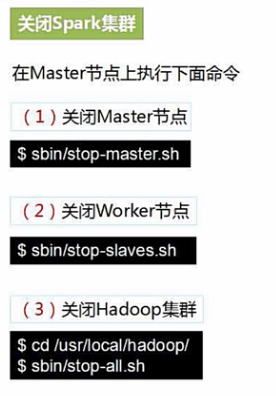 关闭Spark集群
在Master节点上执行下面命令
（1）关闭Master节点
$ sbin/stop-master.sh
（2）关闭Worker节点
$ sbin/stop-slaves.sh
（3）关闭Hadoop集群
$ cd /usr/local/hadoop/
$ sbin/stop-all.sh